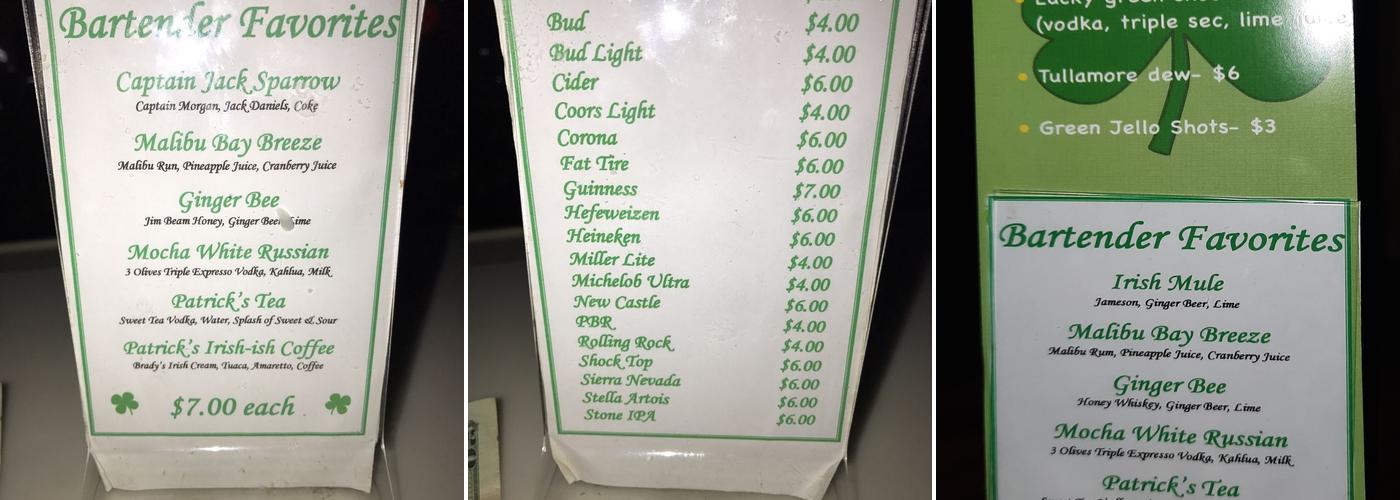 Bartender Favorites
Captain Jack Sparrow
Captain Morgan, Jack Daniels, Coke
Malibu Bay Breeze
Malibu Run, Pineapple Juice, Cranberry Juice
Ginger Bee
Jim Beam Honey, Ginger Beer, Lime
Mocha White Russian
3 Olives Triple Expresso Vodka, Kahlua, Milk
Patrick's Tea
Sweet Tea Vodka, Water, Splash of Sweet & Sour
Patrick's Irish-ish Coffee
Brady's Irish Cream, Tuaca, Amaretto, Coffee
$7.00 each
Bud $4.00
Bud Light $4.00
Cider $6.00
Coors Light $4.00
Corona $6.00
Fat Tire $6.00
Guinness $7.00
Hefeweizen $6.00
Heineken $6.00
Miller Lite $4.00
Michelob Ultra $4.00
New Castle $6.00
PBR $4.00
Rolling Rock $4.00
Shock Top $6.00
Sierra Nevada $6.00
Stella Artois $6.00
Stone IPA $6.00
(vodka, triple sec, lime juice)
Tullamore dew- $6
Green Jello Shots- $3
Bartender Favorites
Irish Mule
Jameson, Ginger Beer, Lime
Malibu Bay Breeze
Malibu Rum, Pineapple Juice, Cranberry Juice
Ginger Bee
Honey Whiskey, Ginger Beer, Lime
Mocha White Russian
3 Olives Triple Expresso Vodka, Kahlua, Milk
Patrick's Tea